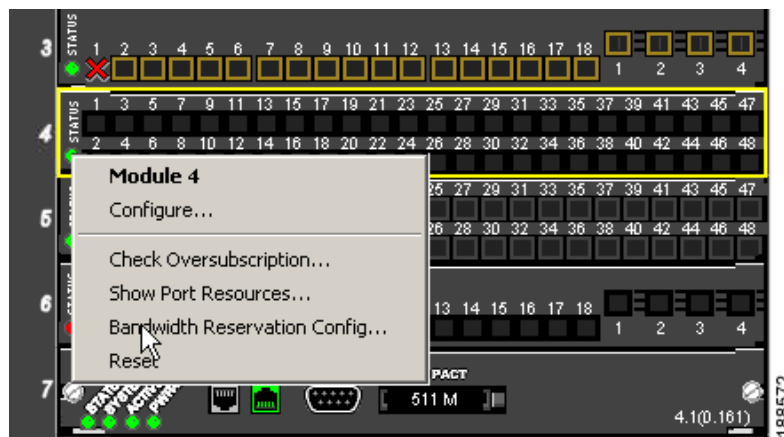 3 STATUS 1 2 3 4 5 6 7 8 9 10 11 12 13 14 15 16 17 18 1 2 3 4
4 STATUS 1 3 5 7 9 11 13 15 17 19 21 23 25 27 29 31 33 35 37 39 41 43 45 47
2 4 6 8 10 12 14 16 18 20 22 24 26 28 30 32 34 36 38 40 42 44 46 48
Module 4
Configure...
Check Oversubscription...
Show Port Resources...
Bandwidth Reservation Config...
Reset
5 25 27 29 31 33 35 37 39 41 43 45 47
26 28 30 32 34 36 38 40 42 44 46 48
6 13 14 15 16 17 18 1 2 3 4
7 STATUS SYSTEM ACTIVE PWR PACT
511 M
4.1(0.161)